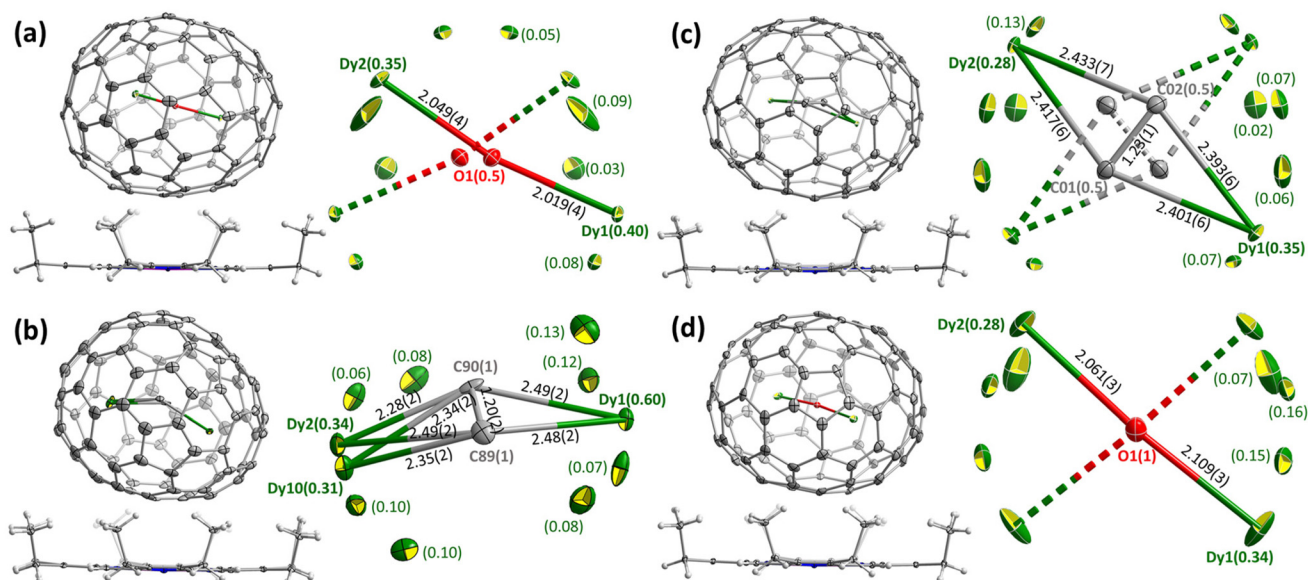 (a)
(0.05)
Dy2(0.35)
2.049(4)
(0.09)
(0.03)
O1(0.5)
2.019(4)
Dy1(0.40)
(0.08)
(c)
(0.13)
Dy2(0.28)
2.433(7)
C02(0.5)
(0.07)
(0.02)
2.417(6)
1.28(1)
2.393(6)
C01(0.5)
(0.06)
2.401(6)
Dy1(0.35)
(0.07)
(b)
(0.13)
(0.08)
(0.06)
C90(1)
(0.12)
2.49(2)
Dy1(0.60)
2.28(2)
2.34(2)
1.20(2)
Dy2(0.34)
2.49(2)
2.48(2)
2.35(2)
C89(1)
Dy10(0.31)
(0.07)
(0.10)
(0.08)
(0.10)
(d)
Dy2(0.28)
2.061(3)
(0.07)
(0.16)
O1(1)
(0.15)
2.109(3)
Dy1(0.34)